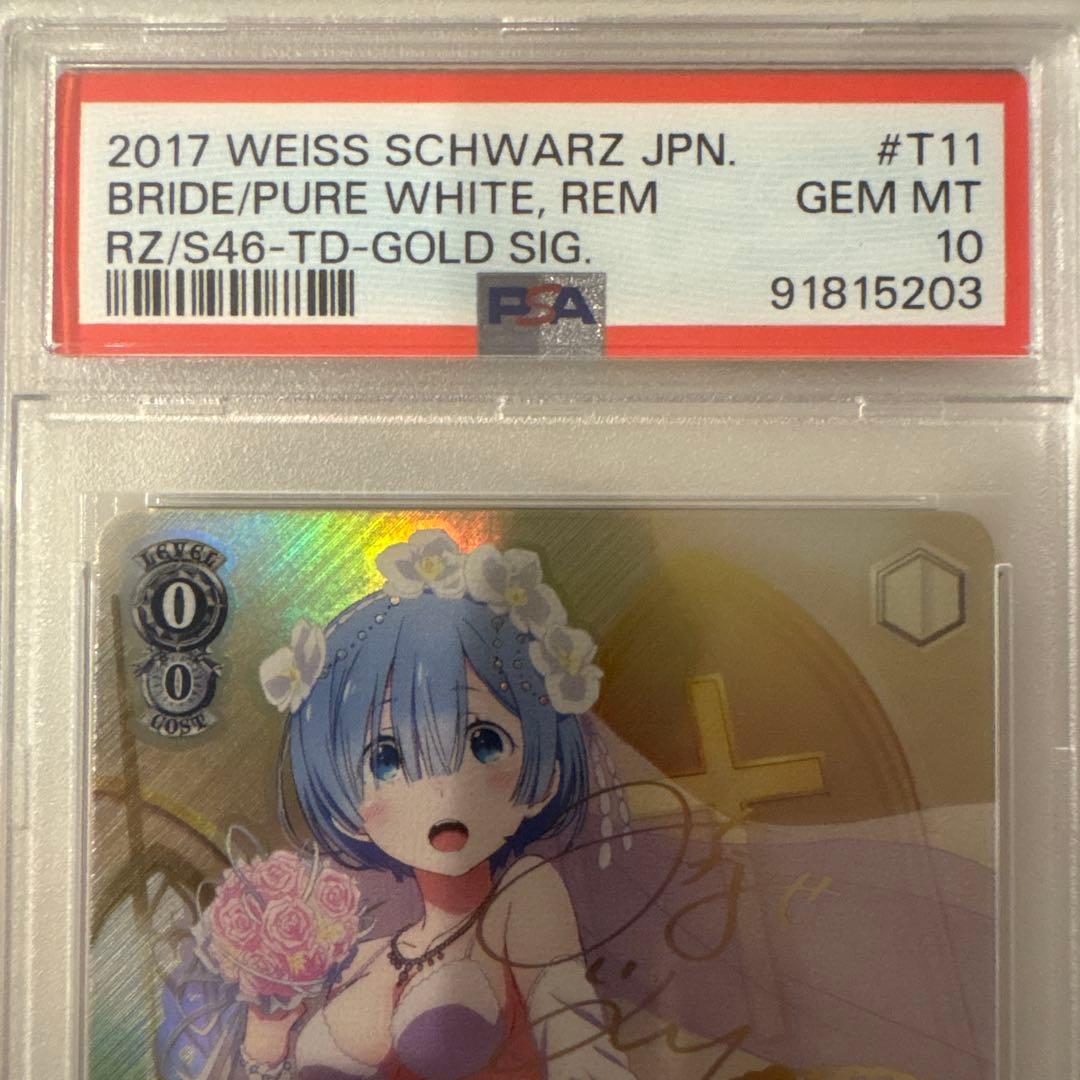 2017 WEISS SCHWARZ JPN. #T11
BRIDE/PURE WHITE, REM GEM MT
RZ/S46-TD-GOLD SIG. 10
PSA 91815203
LEVEL
0
0
COST